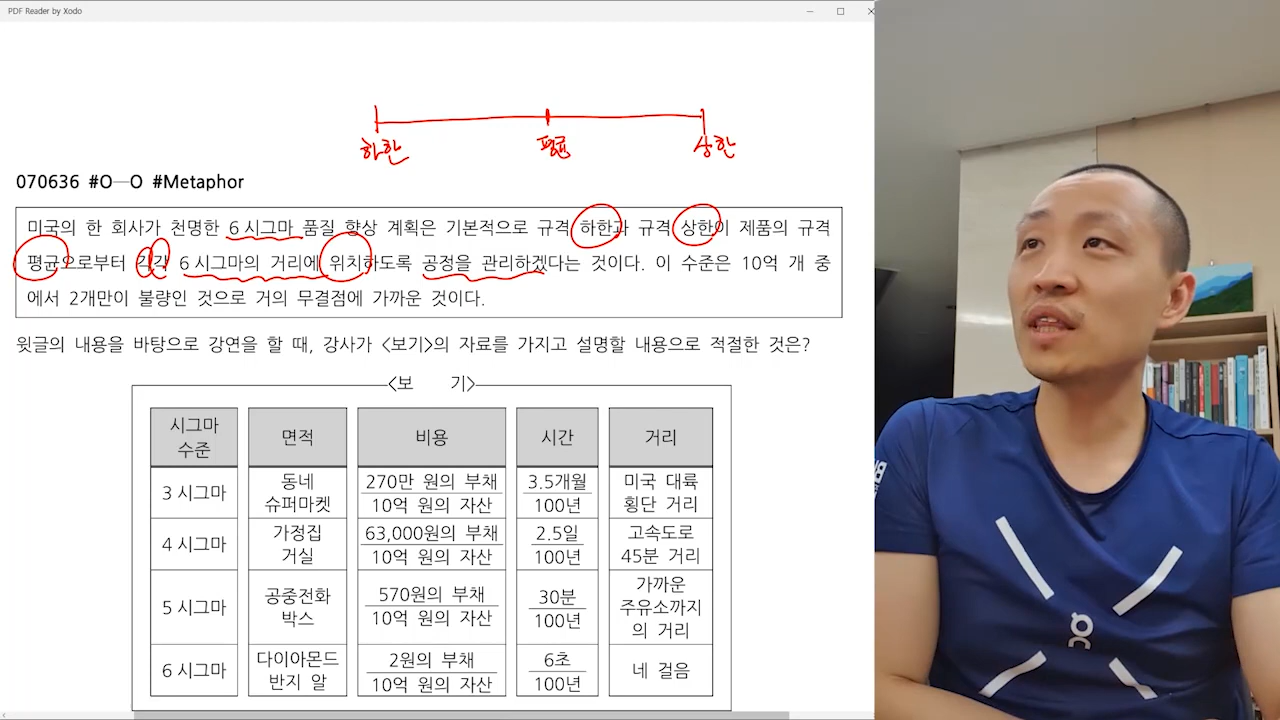 PDF Reader by Xodo
하한 평균 상한
070636 #O─O #Metaphor
미국의 한 회사가 천명한 6 시그마 품질 향상 계획은 기본적으로 규격 하한과 규격 상한이 제품의 규격
평균으로부터 각각 6 시그마의 거리에 위치하도록 공정을 관리하겠다는 것이다. 이 수준은 10억 개 중
에서 2개만이 불량인 것으로 거의 무결점에 가까운 것이다.
윗글의 내용을 바탕으로 강연을 할 때, 강사가 <보기>의 자료를 가지고 설명할 내용으로 적절한 것은?
<보 기>
시그마 수준 면적 비용 시간 거리
3 시그마 동네 슈퍼마켓 270만 원의 부채 10억 원의 자산 3.5개월 100년 미국 대륙 횡단 거리
4 시그마 가정집 거실 63,000원의 부채 10억 원의 자산 2.5일 100년 고속도로 45분 거리
5 시그마 공중전화 박스 570원의 부채 10억 원의 자산 30분 100년 가까운 주유소까지의 거리
6 시그마 다이아몬드 반지 알 2원의 부채 10억 원의 자산 6초 100년 네 걸음